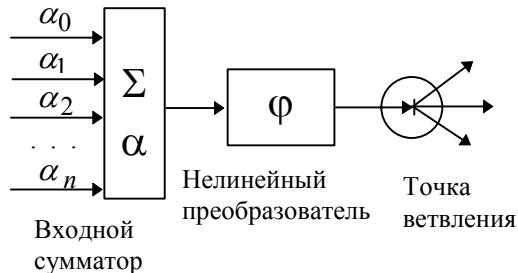 α₀
α₁
α₂
. . .
αₙ
Σ
α
φ
Входной
сумматор
Нелинейный
преобразователь
Точка
ветвления